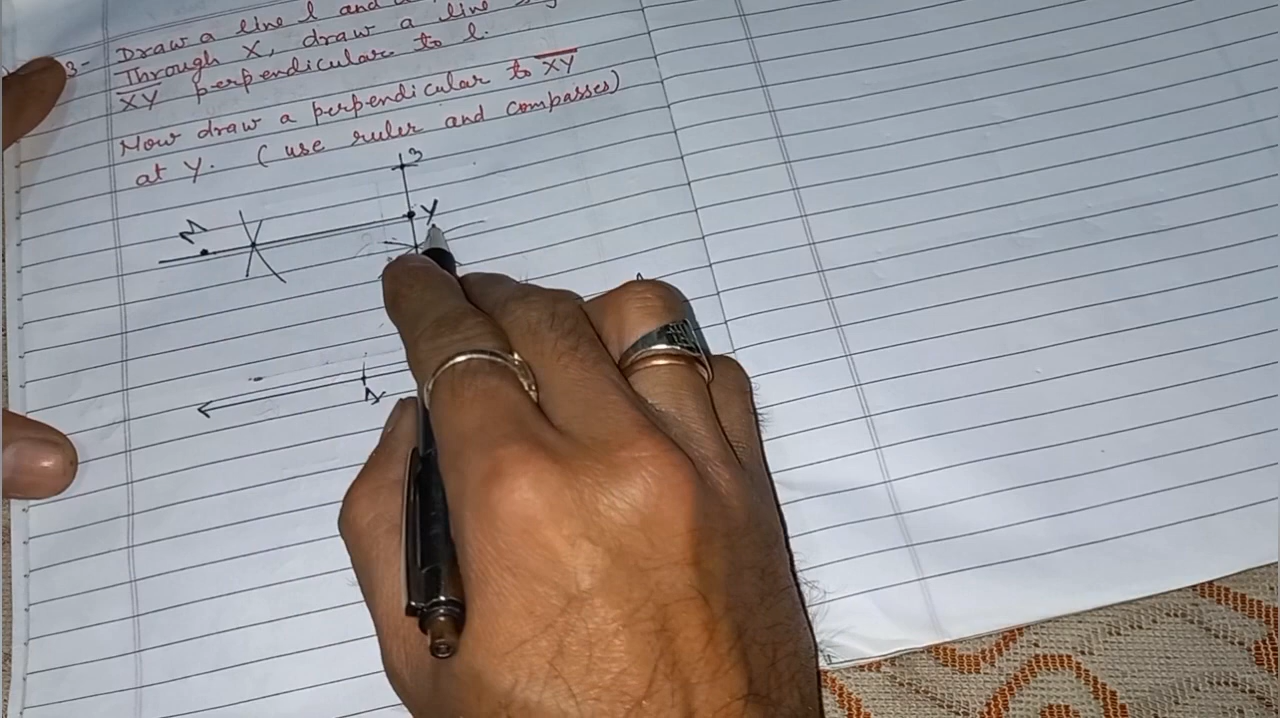 3- Draw a line l and
Through X, draw a line
XY perpendicular to l.
Now draw a perpendicular to XY
at Y. (use ruler and compasses)
3
Y
M
A